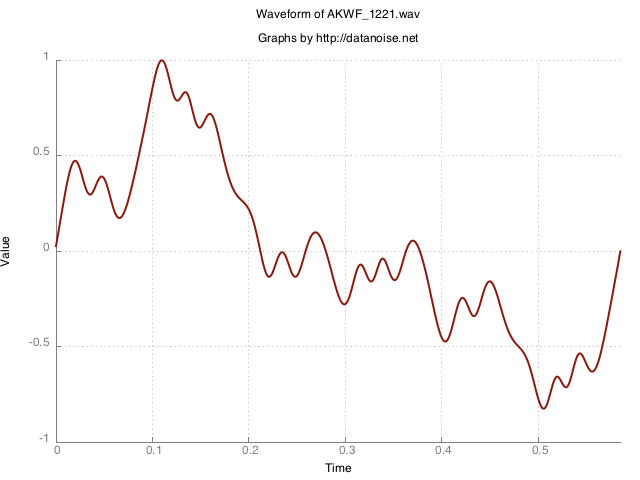 Waveform of AKWF_1221.wav
Graphs by http://datanoise.net
1
0.5
0
-0.5
-1
Value
0 0.1 0.2 0.3 0.4 0.5
Time